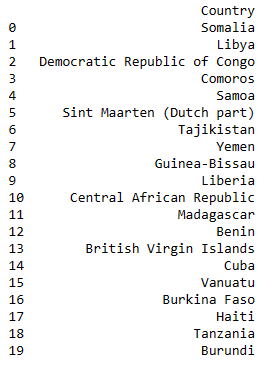 Country
0 Somalia
1 Libya
2 Democratic Republic of Congo
3 Comoros
4 Samoa
5 Sint Maarten (Dutch part)
6 Tajikistan
7 Yemen
8 Guinea-Bissau
9 Liberia
10 Central African Republic
11 Madagascar
12 Benin
13 British Virgin Islands
14 Cuba
15 Vanuatu
16 Burkina Faso
17 Haiti
18 Tanzania
19 Burundi